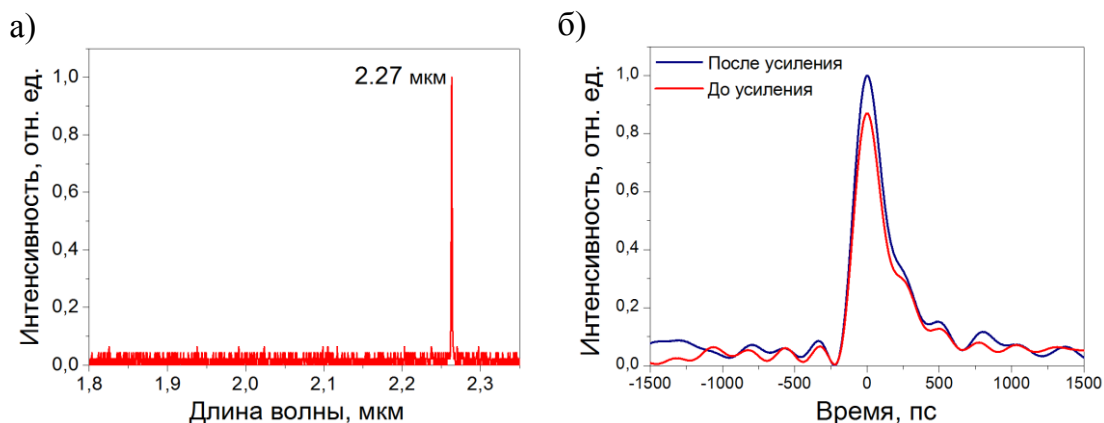 а)
2.27 мкм
Интенсивность, отн. ед.
1,0
0,8
0,6
0,4
0,2
0,0
1,8 1,9 2,0 2,1 2,2 2,3
Длина волны, мкм
б)
После усиления
До усиления
Интенсивность, отн. ед.
1,0
0,8
0,6
0,4
0,2
0,0
-1500 -1000 -500 0 500 1000 1500
Время, пс